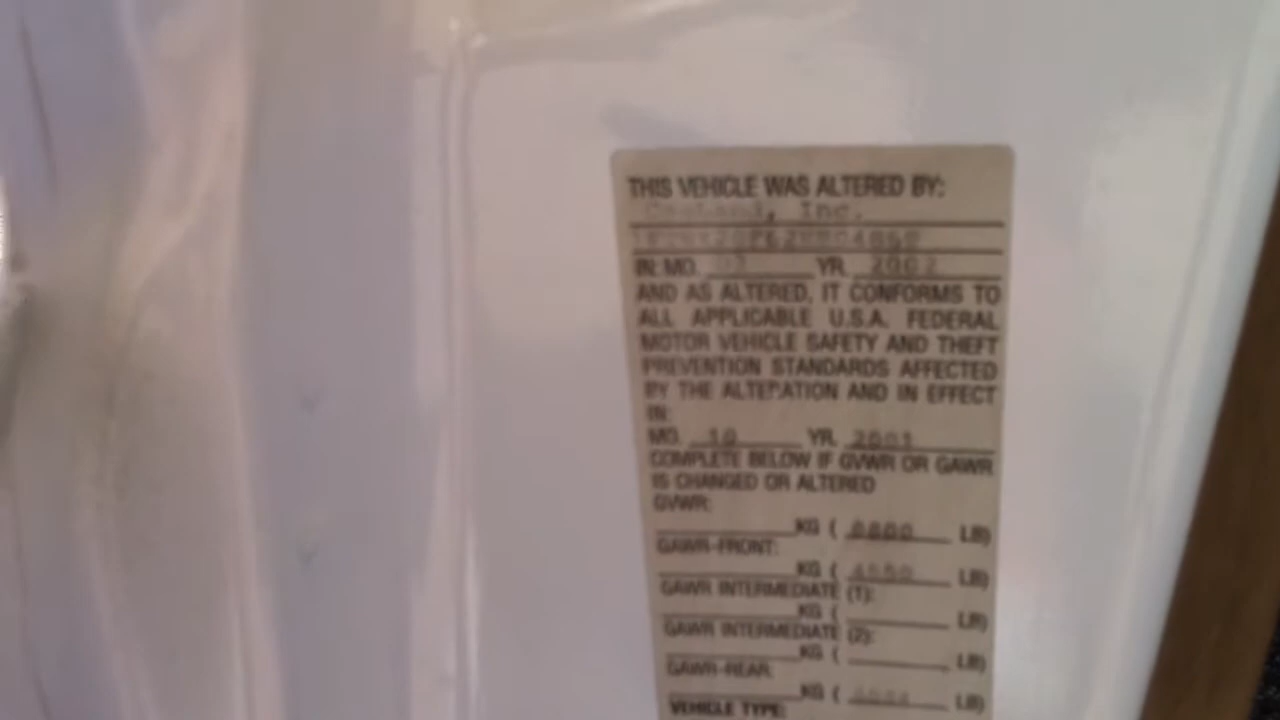 THIS VEHICLE WAS ALTERED BY:
Inc.
IN: MO. YR. 2002
AND AS ALTERED, IT CONFORMS TO
ALL APPLICABLE U.S.A. FEDERAL
MOTOR VEHICLE SAFETY AND THEFT
PREVENTION STANDARDS AFFECTED
BY THE ALTERATION AND IN EFFECT
IN:
MO. 10 YR. 2001
COMPLETE BELOW IF GVWR OR GAWR
IS CHANGED OR ALTERED
GVWR:
KG ( 8800 LB)
GAWR-FRONT:
KG ( LB)
GAWR INTERMEDIATE (1):
KG ( LB)
GAWR INTERMEDIATE (2):
KG ( LB)
GAWR-REAR:
KG ( LB)
VEHICLE TYPE: